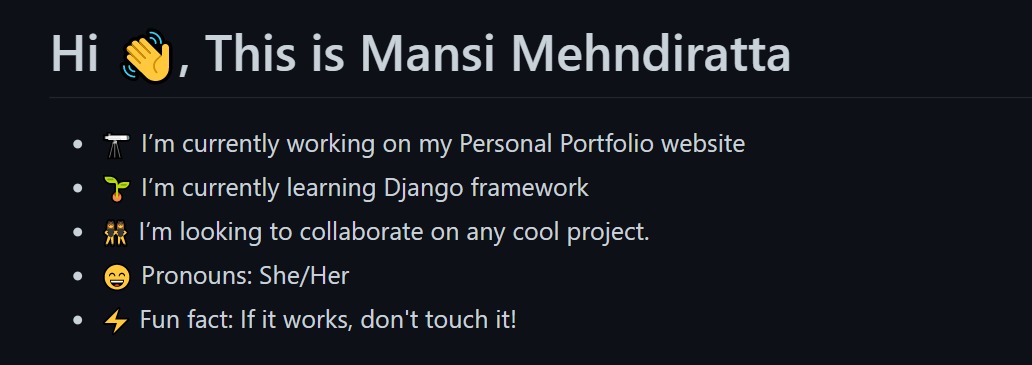 Hi 👋, This is Mansi Mehndiratta
🔭 I’m currently working on my Personal Portfolio website
🌱 I’m currently learning Django framework
👯 I’m looking to collaborate on any cool project.
😄 Pronouns: She/Her
⚡ Fun fact: If it works, don't touch it!